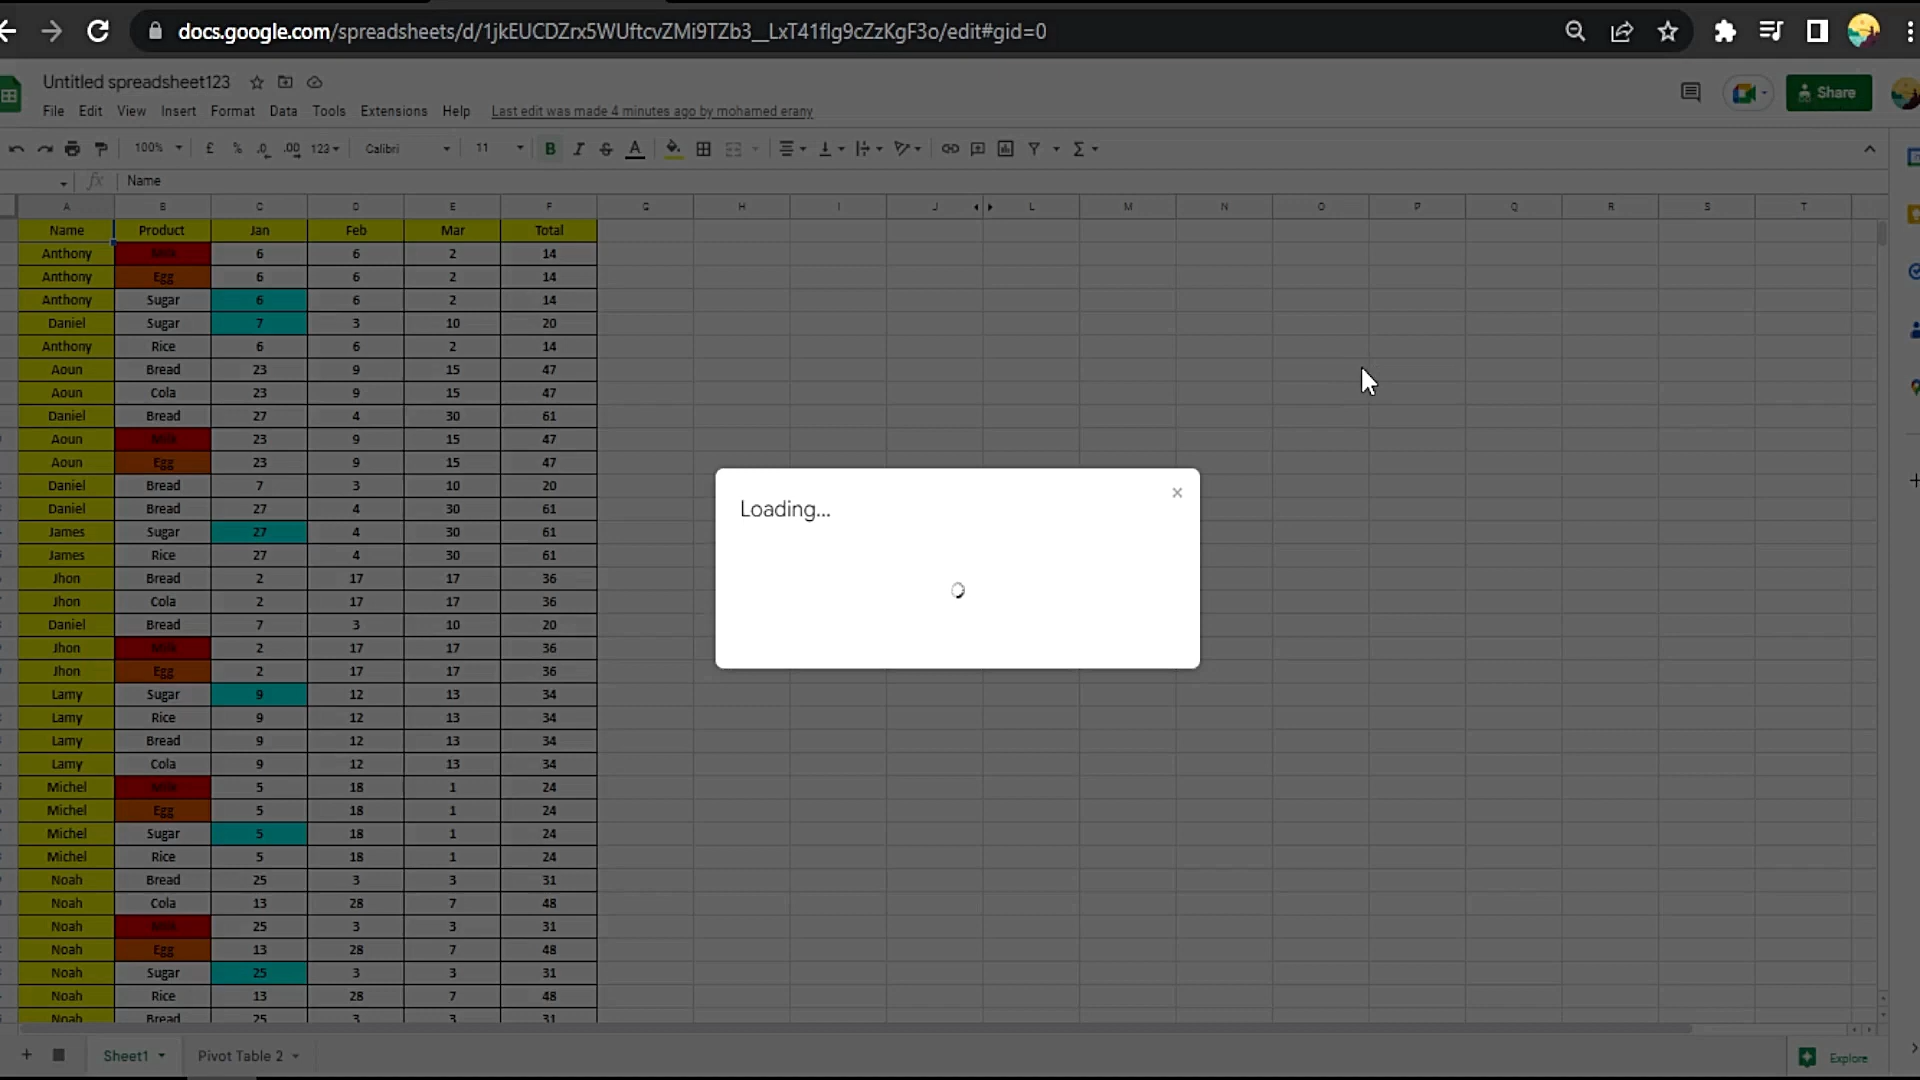 docs.google.com/spreadsheets/d/1jkEUCDZrx5WUftcvZMi9TZb3__LxT41flg9cZzKgF3o/edit#gid=0
Untitled spreadsheet123
File Edit View Insert Format Data Tools Extensions Help Last edit was made 4 minutes ago by mohamed erany
Share
100% £ % .0 .00 123 Calibri 11 B I S A Σ
fx Name
A B C D E F G H I J L M N O P Q R S T
Name Product Jan Feb Mar Total
Anthony Milk 6 6 2 14
Anthony Egg 6 6 2 14
Anthony Sugar 6 6 2 14
Daniel Sugar 7 3 10 20
Anthony Rice 6 6 2 14
Aoun Bread 23 9 15 47
Aoun Cola 23 9 15 47
Daniel Bread 27 4 30 61
Aoun Milk 23 9 15 47
Aoun Egg 23 9 15 47
Daniel Bread 7 3 10 20
Daniel Bread 27 4 30 61
James Sugar 27 4 30 61
James Rice 27 4 30 61
Jhon Bread 2 17 17 36
Jhon Cola 2 17 17 36
Daniel Bread 7 3 10 20
Jhon Milk 2 17 17 36
Jhon Egg 2 17 17 36
Lamy Sugar 9 12 13 34
Lamy Rice 9 12 13 34
Lamy Bread 9 12 13 34
Lamy Cola 9 12 13 34
Michel Milk 5 18 1 24
Michel Egg 5 18 1 24
Michel Sugar 5 18 1 24
Michel Rice 5 18 1 24
Noah Bread 25 3 3 31
Noah Cola 13 28 7 48
Noah Milk 25 3 3 31
Noah Egg 13 28 7 48
Noah Sugar 25 3 3 31
Noah Rice 13 28 7 48
Noah Bread 25 3 3 31
Loading...
Sheet1 Pivot Table 2
Explore